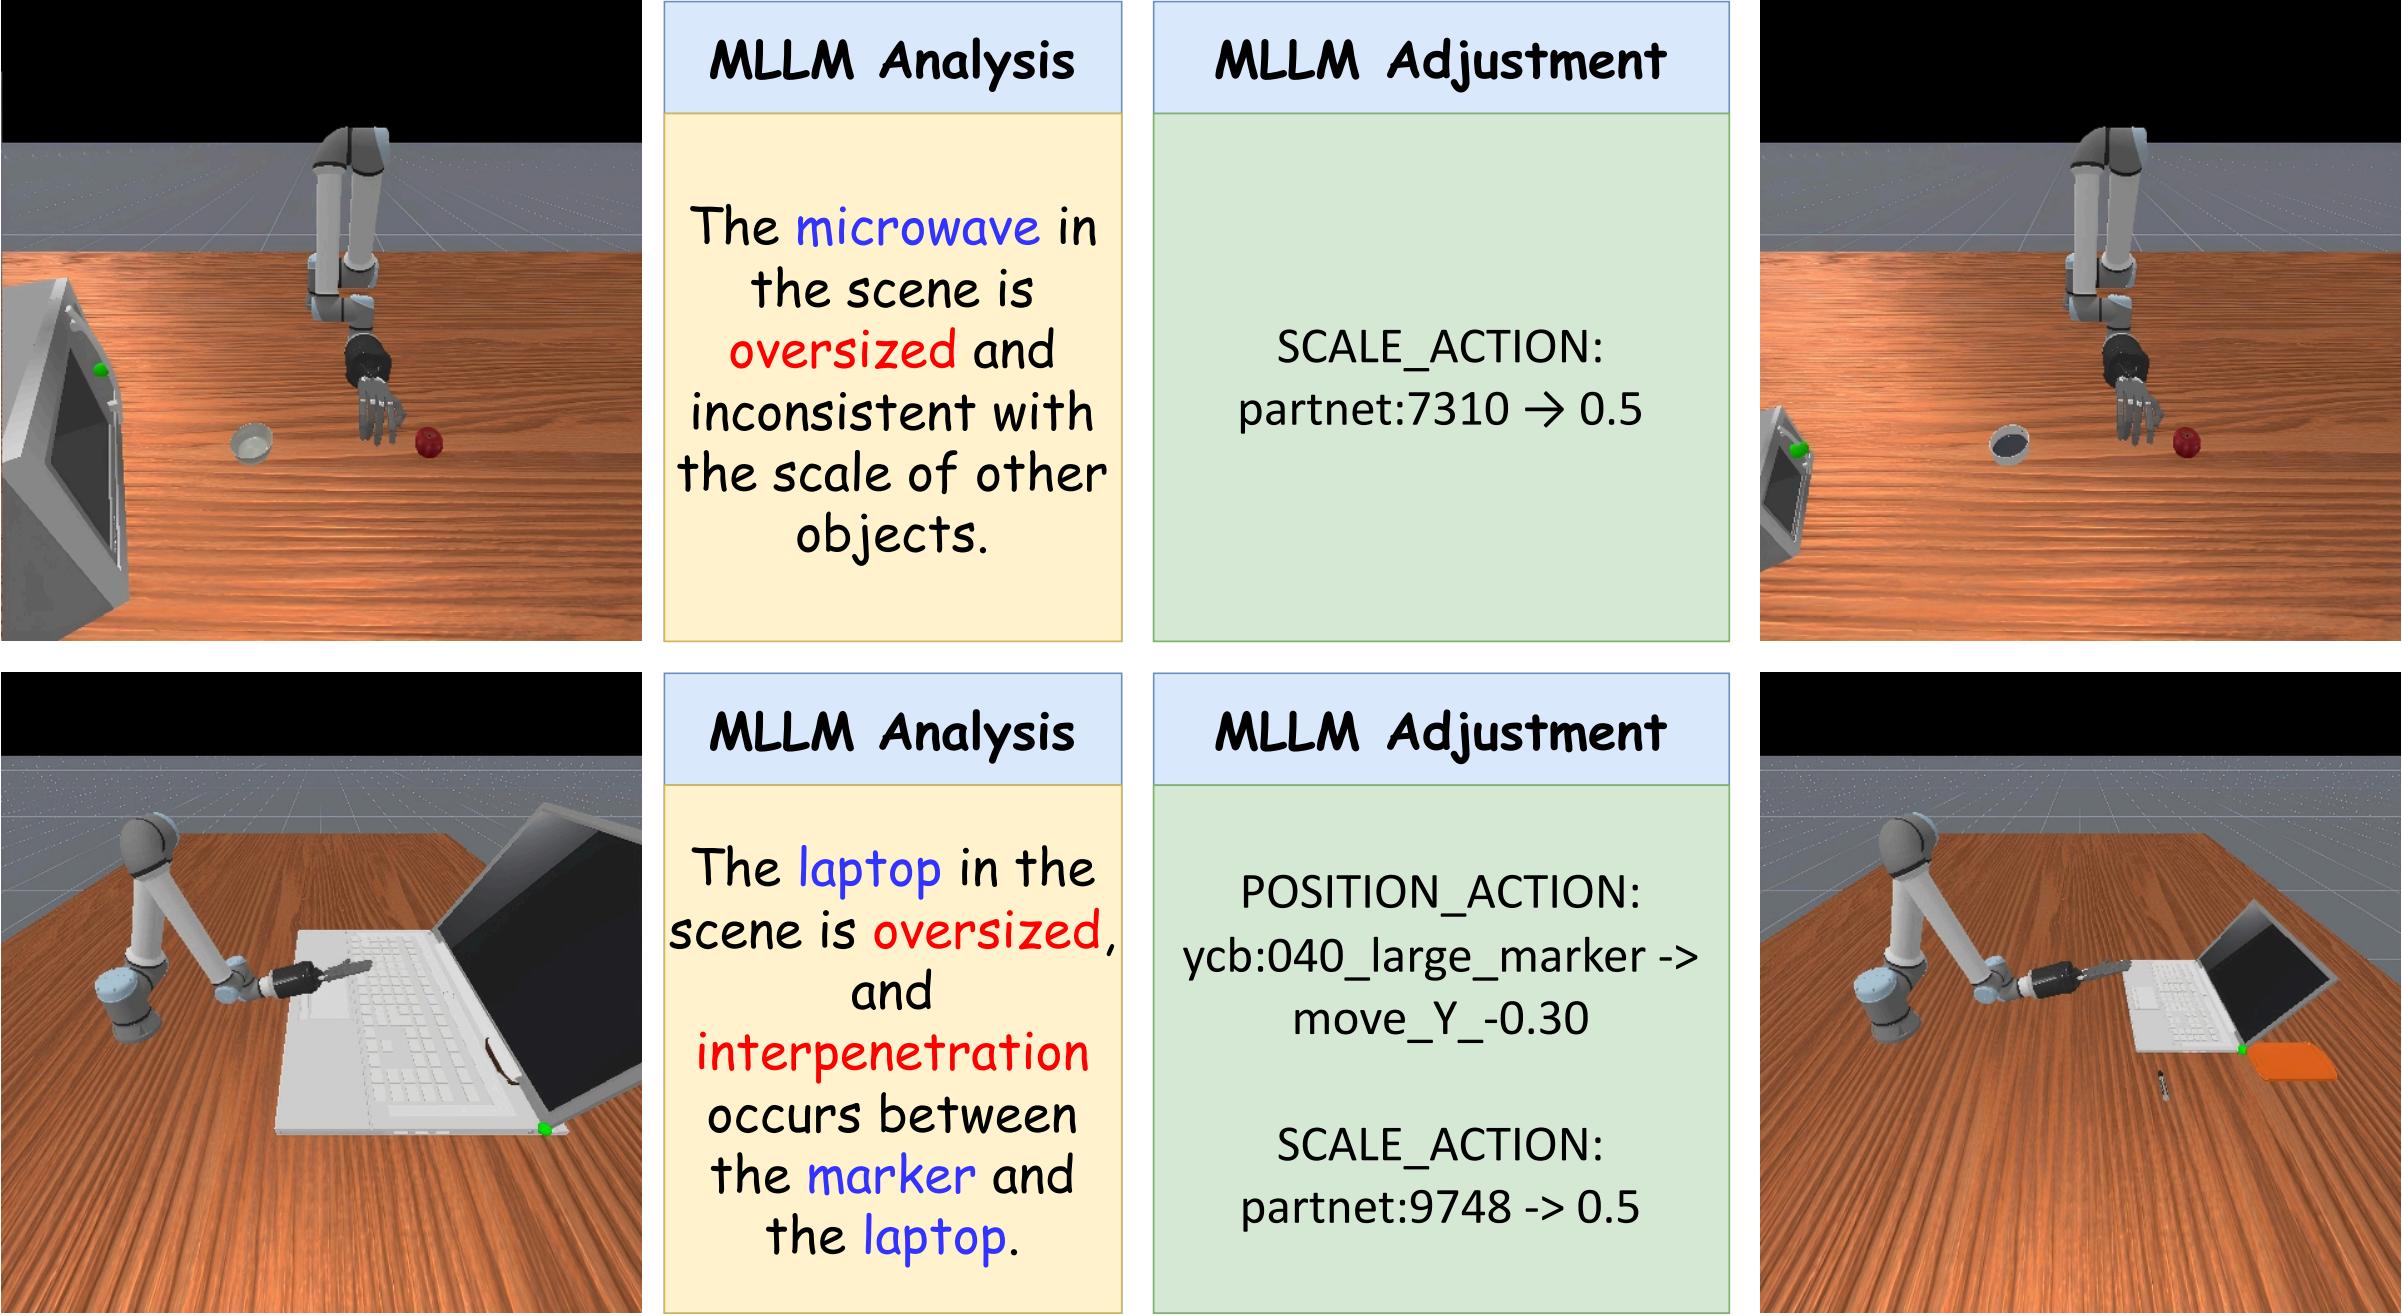 MLLM Analysis
The microwave in
the scene is
oversized and
inconsistent with
the scale of other
objects.
MLLM Adjustment
SCALE_ACTION:
partnet:7310 → 0.5
MLLM Analysis
The laptop in the
scene is oversized,
and
interpenetration
occurs between
the marker and
the laptop.
MLLM Adjustment
POSITION_ACTION:
ycb:040_large_marker ->
move_Y_-0.30
SCALE_ACTION:
partnet:9748 -> 0.5